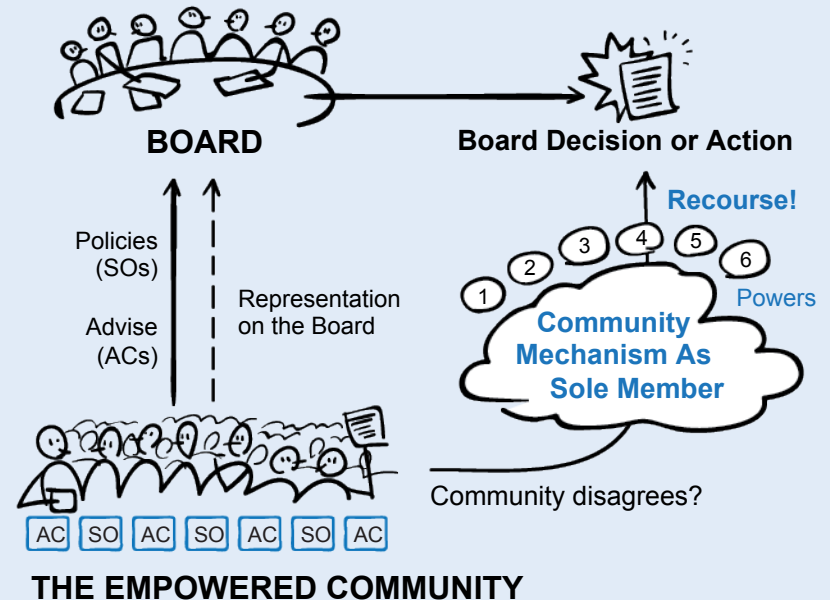 BOARD
Board Decision or Action
Policies
(SOs)
Advise
(ACs)
Representation
on the Board
Recourse!
1
2
3
4
5
6
Powers
Community
Mechanism As
Sole Member
Community disagrees?
AC SO AC SO AC SO AC
THE EMPOWERED COMMUNITY